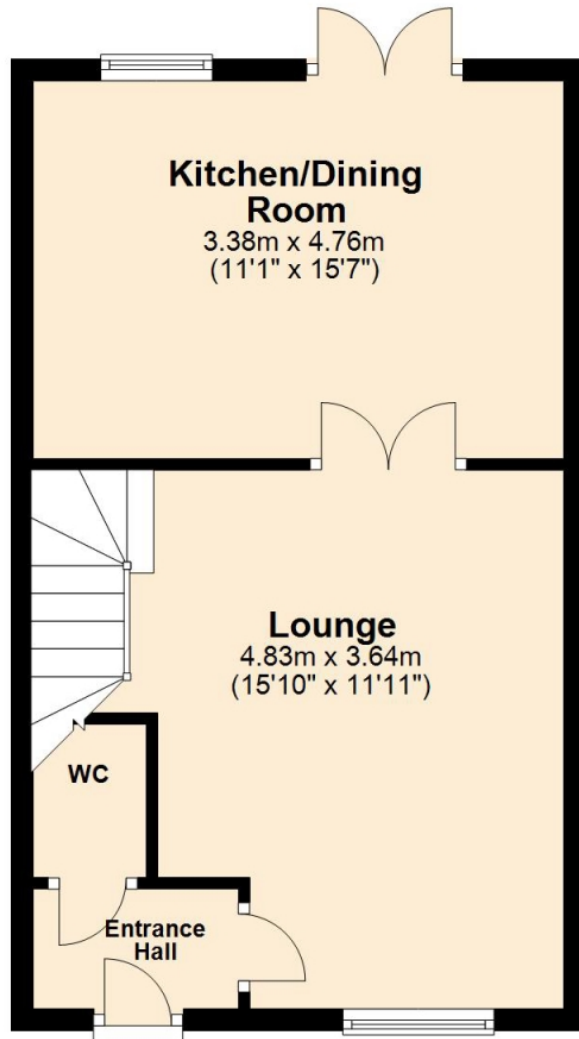 Kitchen/Dining
Room
3.38m x 4.76m
(11'1" x 15'7")
Lounge
4.83m x 3.64m
(15'10" x 11'11")
WC
Entrance
Hall